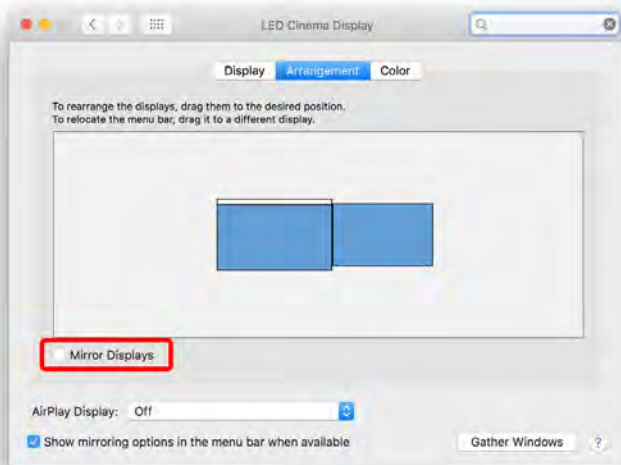 LED Cinema Display
Display Arrangement Color
To rearrange the displays, drag them to the desired position.
To relocate the menu bar, drag it to a different display.
Mirror Displays
AirPlay Display: Off
Show mirroring options in the menu bar when available
Gather Windows ?